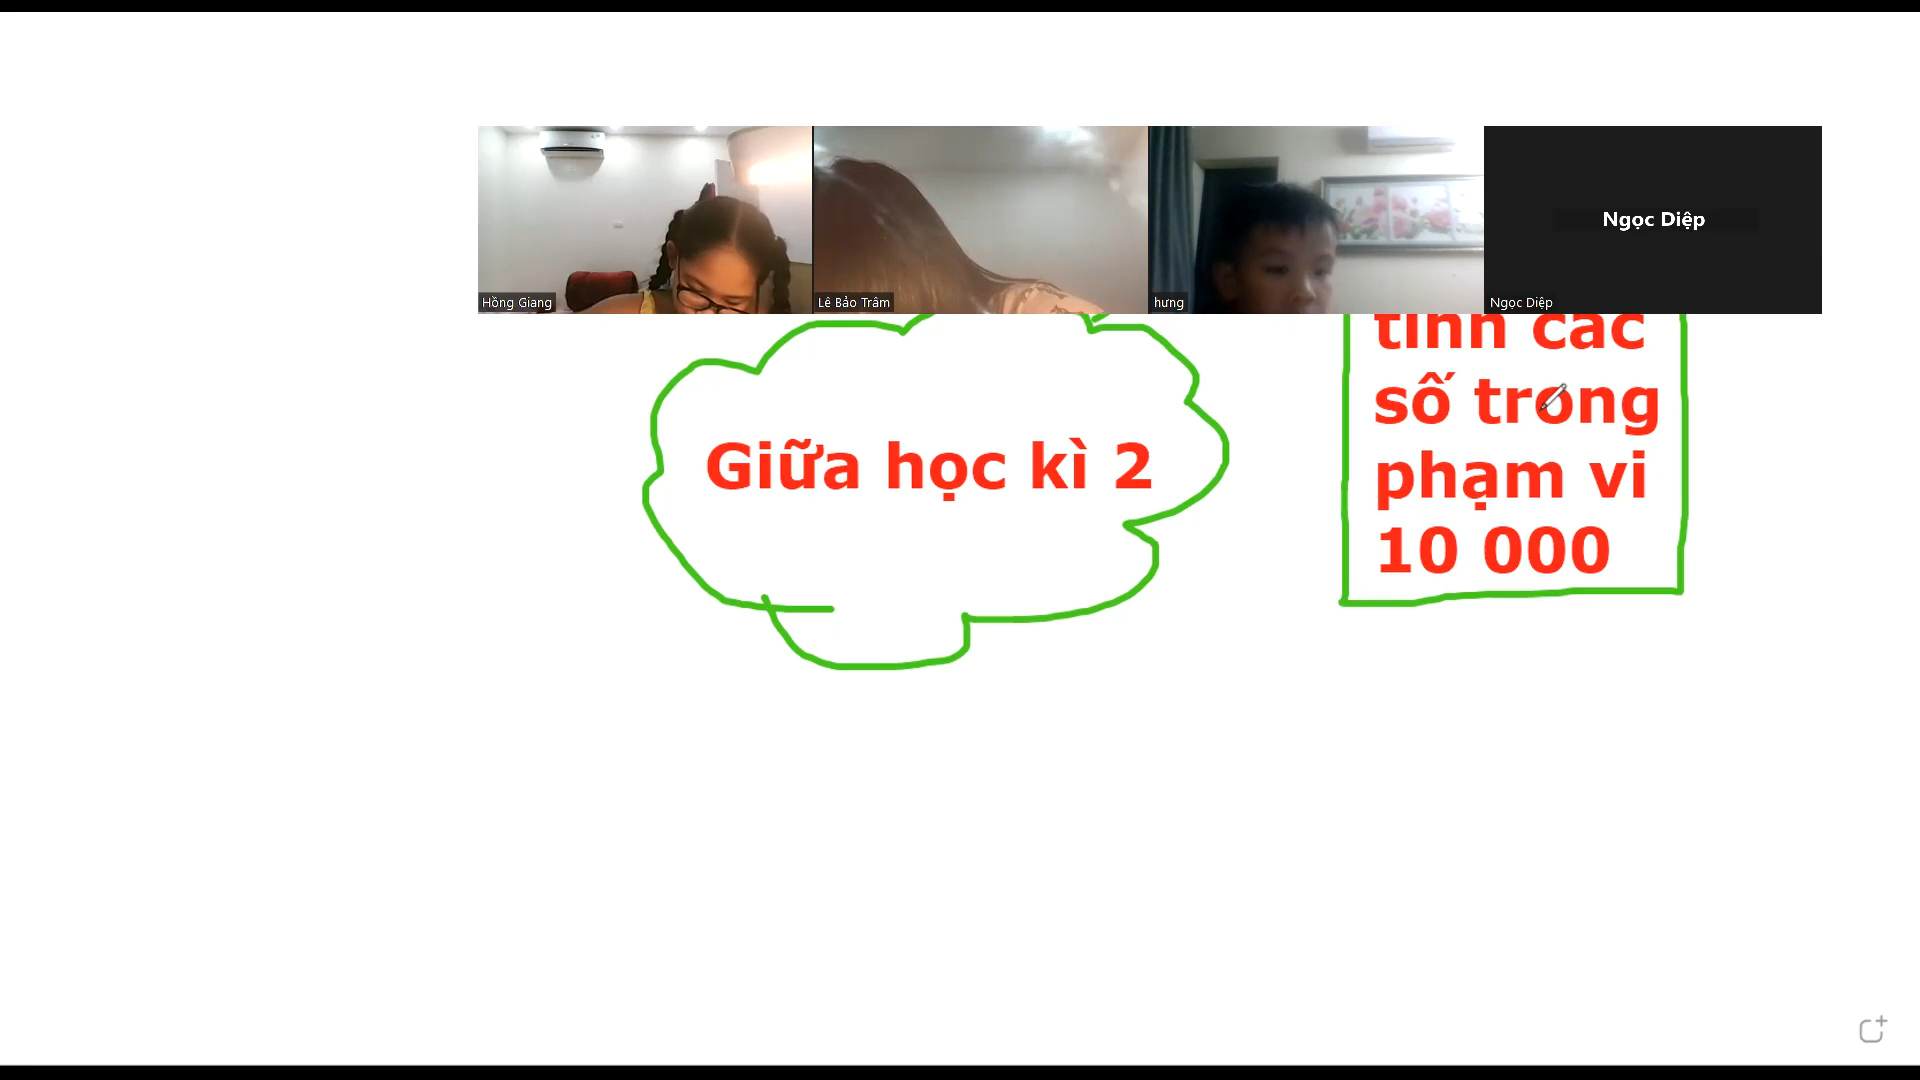 Ngọc Diệp
Hồng Giang
Lê Bảo Trâm
hưng
Ngọc Diệp
tính các
số trong
phạm vi
10 000
Giữa học kì 2